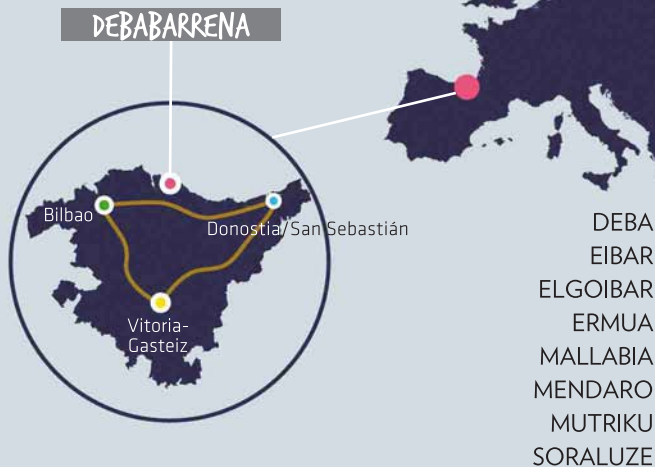 DEBABARRENA
Bilbao
Donostia/San Sebastián
Vitoria-
Gasteiz
DEBA
EIBAR
ELGOIBAR
ERMUA
MALLABIA
MENDARO
MUTRIKU
SORALUZE